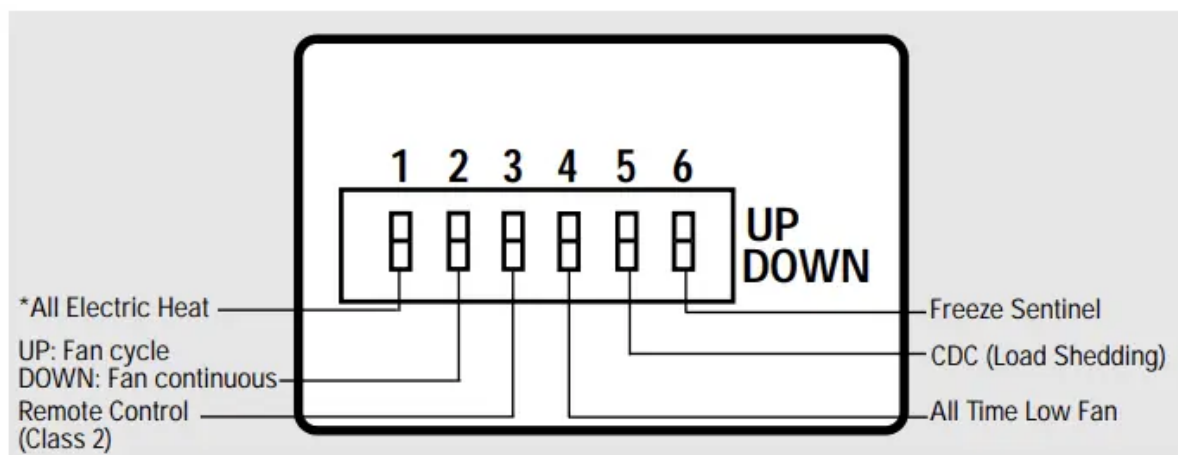 1 2 3 4 5 6
UP
DOWN
*All Electric Heat
UP: Fan cycle
DOWN: Fan continuous
Remote Control
(Class 2)
Freeze Sentinel
CDC (Load Shedding)
All Time Low Fan